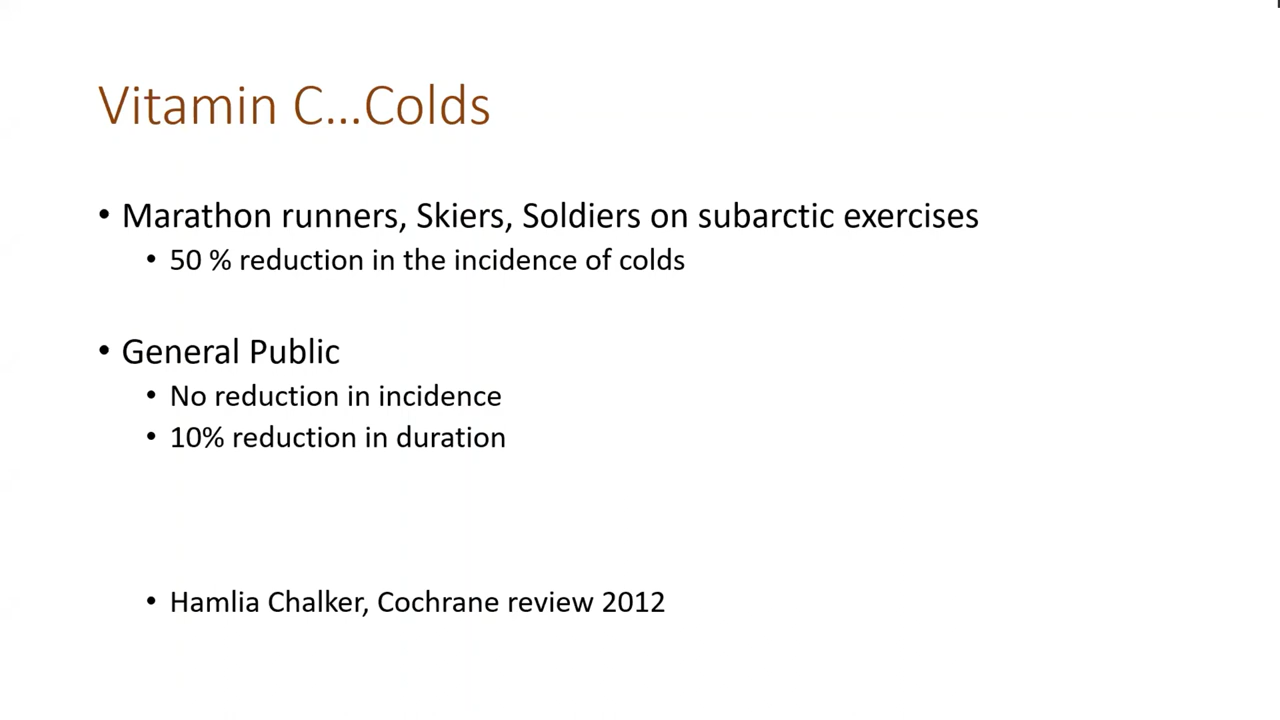 Vitamin C...Colds
• Marathon runners, Skiers, Soldiers on subarctic exercises
• 50 % reduction in the incidence of colds
• General Public
• No reduction in incidence
• 10% reduction in duration
• Hamlia Chalker, Cochrane review 2012